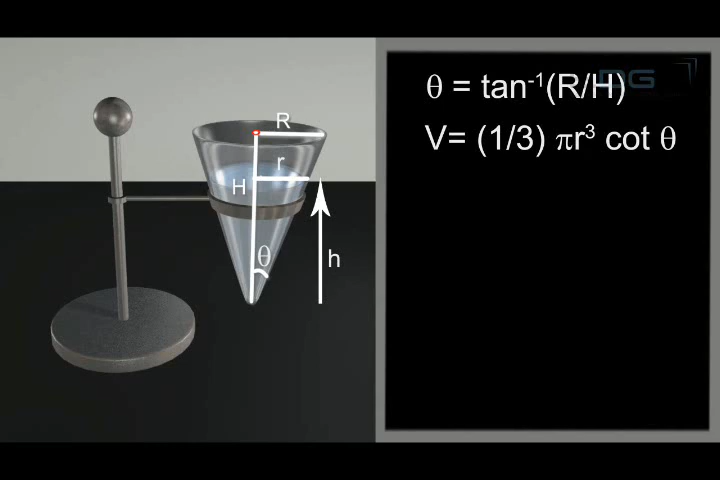 θ = tan⁻¹(R/H)
V= (1/3) πr³ cot θ
R
r
H
θ
h